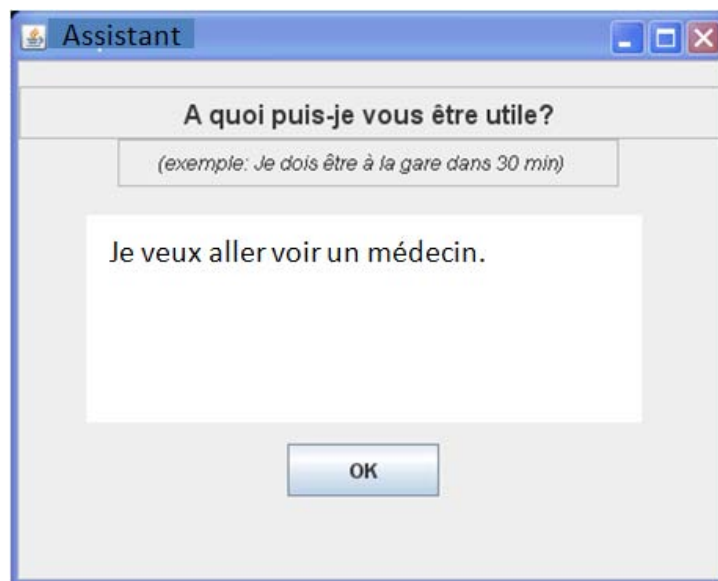 Assistant
A quoi puis-je vous être utile?
(exemple: Je dois être à la gare dans 30 min)
Je veux aller voir un médecin.
OK